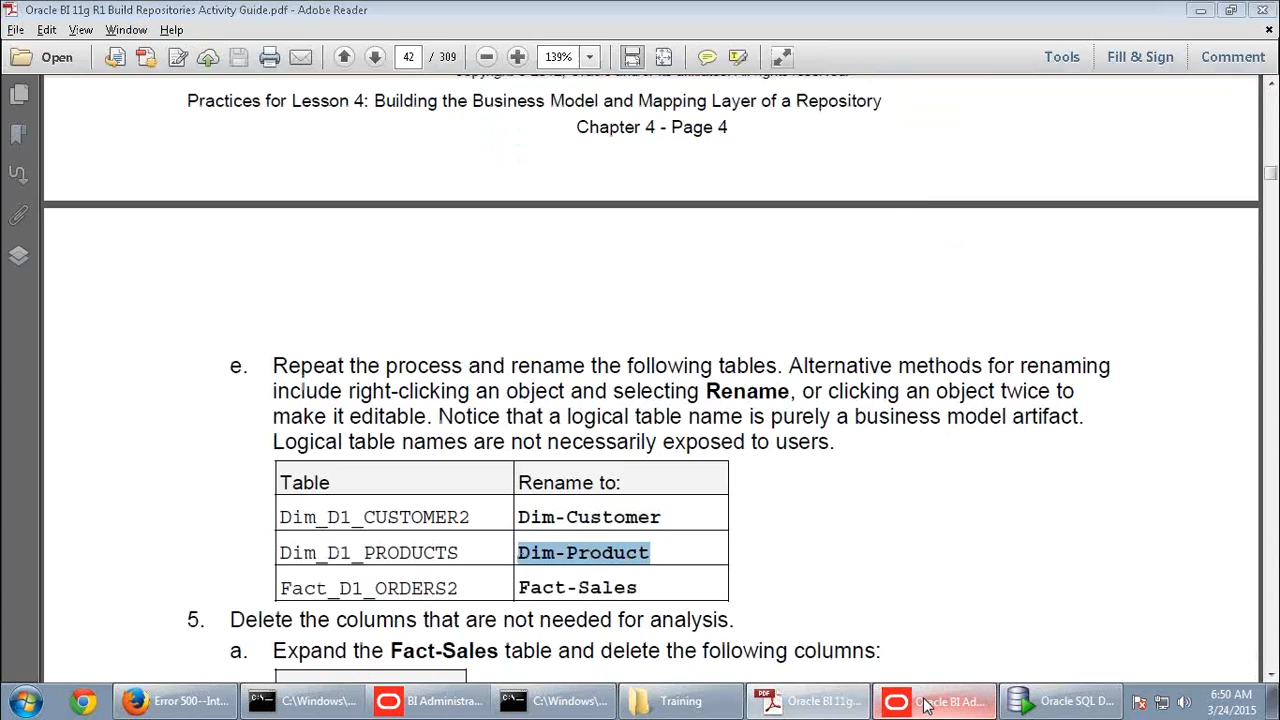 Oracle BI 11g R1 Build Repositories Activity Guide.pdf - Adobe Reader
File Edit View Window Help
Open 42 / 309 139% Tools Fill & Sign Comment
Practices for Lesson 4: Building the Business Model and Mapping Layer of a Repository
Chapter 4 - Page 4
e. Repeat the process and rename the following tables. Alternative methods for renaming
include right-clicking an object and selecting Rename, or clicking an object twice to
make it editable. Notice that a logical table name is purely a business model artifact.
Logical table names are not necessarily exposed to users.
Table Rename to:
Dim_D1_CUSTOMER2 Dim-Customer
Dim_D1_PRODUCTS Dim-Product
Fact_D1_ORDERS2 Fact-Sales
5. Delete the columns that are not needed for analysis.
a. Expand the Fact-Sales table and delete the following columns:
Error 500--Int... C:\Windows\... BI Administra... C:\Windows\... Training Oracle BI 11g... Oracle BI Ad... Oracle SQL D... 6:50 AM
3/24/2015